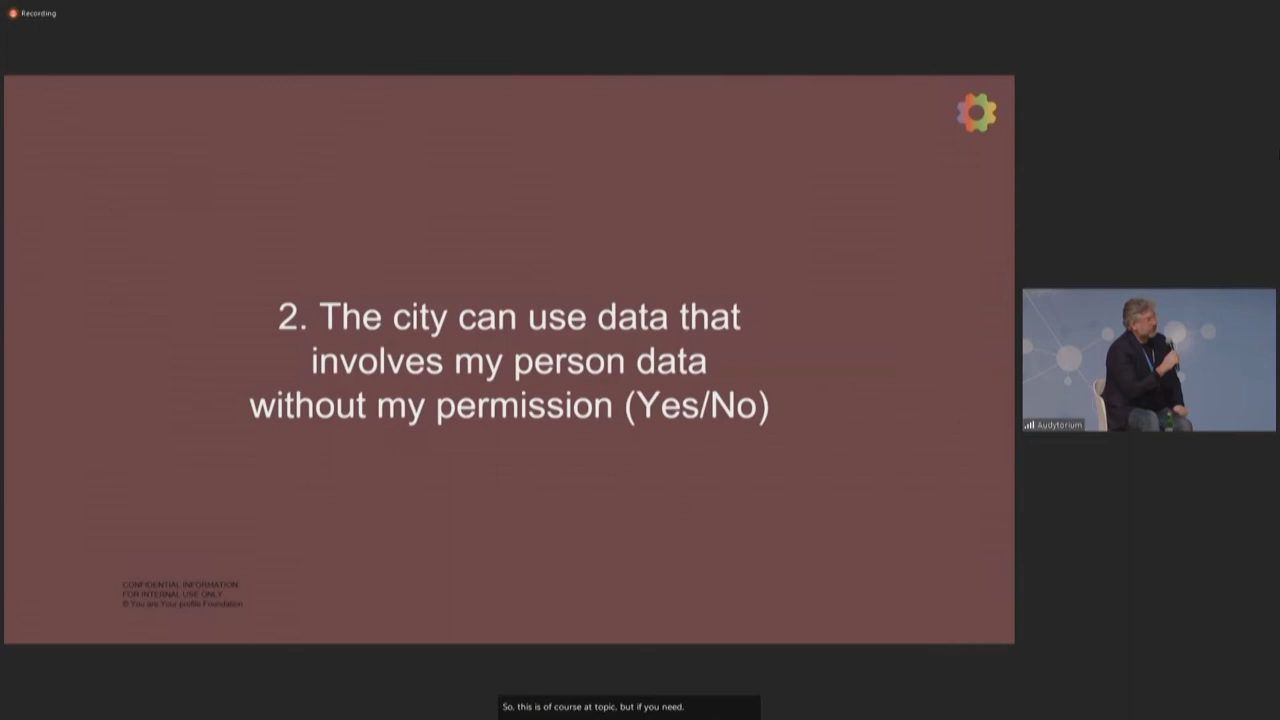 Recording
2. The city can use data that
involves my person data
without my permission (Yes/No)
CONFIDENTIAL INFORMATION
FOR INTERNAL USE ONLY
© You are Your profile Foundation
Audytorium
So, this is of course at topic, but if you need.